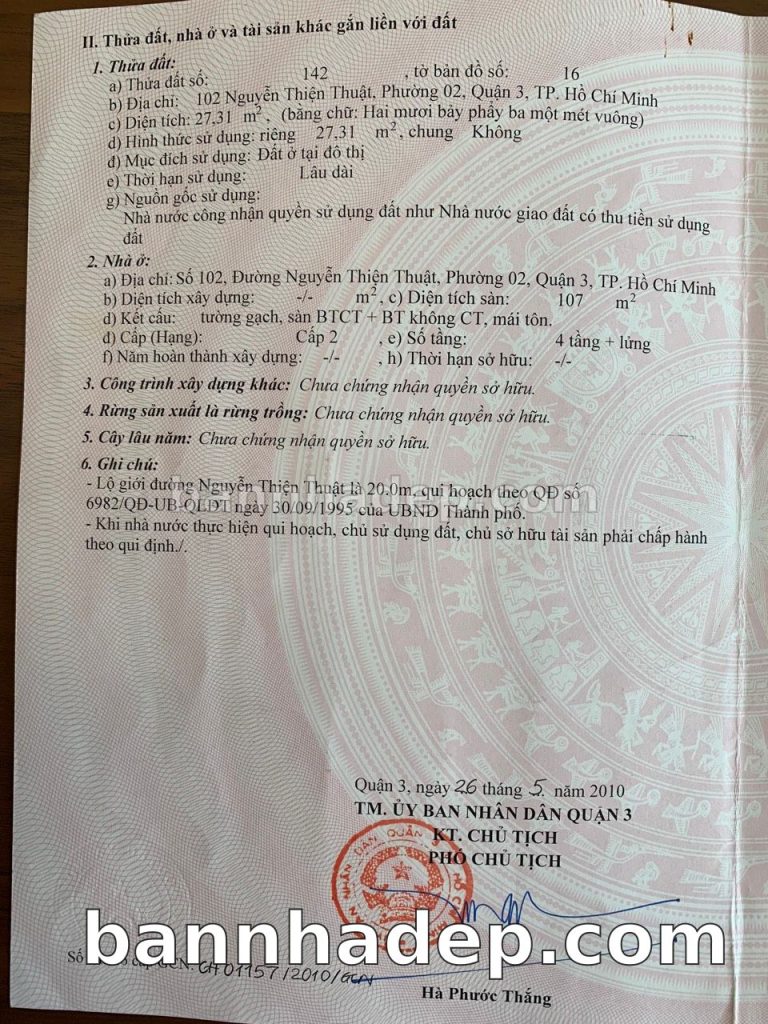 II. Thửa đất, nhà ở và tài sản khác gắn liền với đất
1. Thửa đất:
a) Thửa đất số: 142 , tờ bản đồ số: 16
b) Địa chỉ: 102 Nguyễn Thiện Thuật, Phường 02, Quận 3, TP. Hồ Chí Minh
c) Diện tích: 27,31 m², (bằng chữ: Hai mươi bảy phẩy ba một mét vuông)
d) Hình thức sử dụng: riêng 27,31 m², chung Không
đ) Mục đích sử dụng: Đất ở tại đô thị
e) Thời hạn sử dụng: Lâu dài
g) Nguồn gốc sử dụng:
Nhà nước công nhận quyền sử dụng đất như Nhà nước giao đất có thu tiền sử dụng
đất
2. Nhà ở:
a) Địa chỉ: Số 102, Đường Nguyễn Thiện Thuật, Phường 02, Quận 3, TP. Hồ Chí Minh
b) Diện tích xây dựng: -/- m², c) Diện tích sàn: 107 m²
d) Kết cấu: tường gạch, sàn BTCT + BT không CT, mái tôn.
đ) Cấp (Hạng): Cấp 2 , e) Số tầng: 4 tầng + lửng
f) Năm hoàn thành xây dựng: -/- , h) Thời hạn sở hữu: -/-
3. Công trình xây dựng khác: Chưa chứng nhận quyền sở hữu.
4. Rừng sản xuất là rừng trồng: Chưa chứng nhận quyền sở hữu.
5. Cây lâu năm: Chưa chứng nhận quyền sở hữu.
6. Ghi chú:
- Lộ giới đường Nguyễn Thiện Thuật là 20.0m, qui hoạch theo QĐ số
6982/QĐ-UB-QLĐT ngày 30/09/1995 của UBND Thành phố.
bannhadep.com
- Khi nhà nước thực hiện qui hoạch, chủ sử dụng đất, chủ sở hữu tài sản phải chấp hành
theo qui định./.
Quận 3, ngày 26 tháng 5 năm 2010
TM. ỦY BAN NHÂN DÂN QUẬN 3
KT. CHỦ TỊCH
PHÓ CHỦ TỊCH
NHÂN DÂN QUẬN 3
bannhadep.com
Số cấp GCN: CH01157/2010/GCN
Hà Phước Thắng